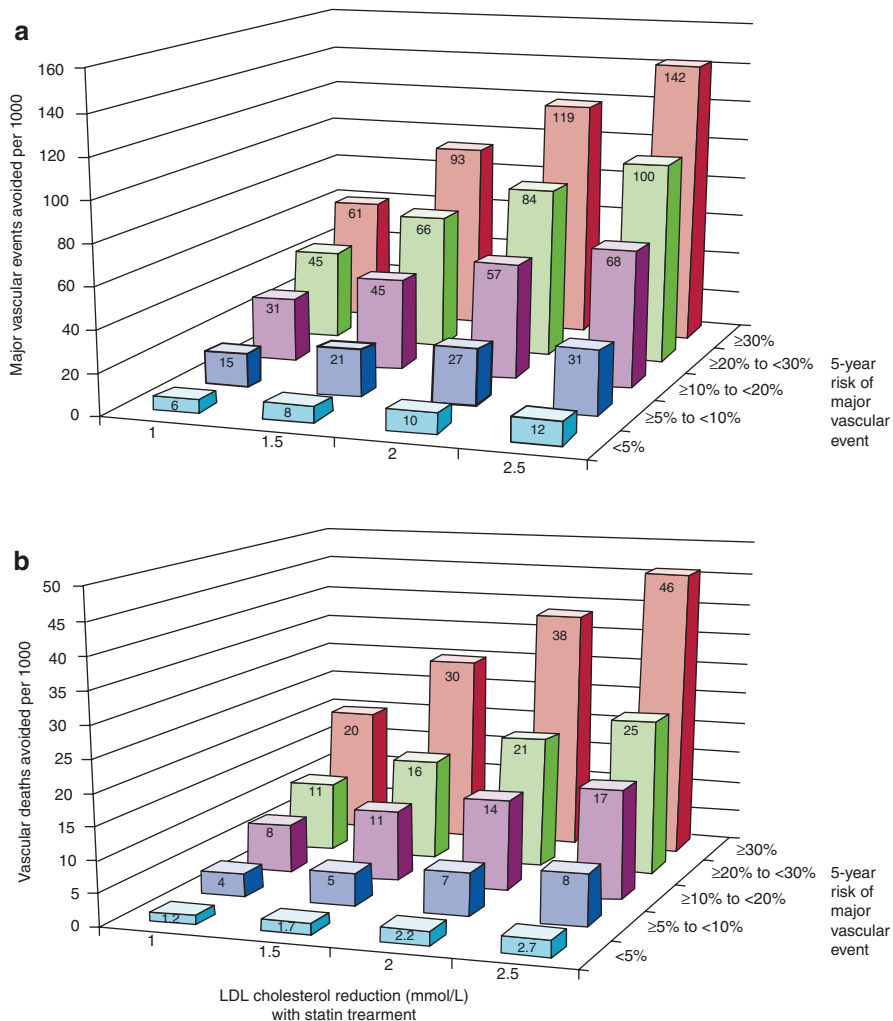 a
Major vascular events avoided per 1000
160
140
120
100
80
60
40
20
0
61 93 119 142
45 66 84 100
31 45 57 68
15 21 27 31
6 8 10 12
1 1.5 2 2.5
≥30%
≥20% to <30%
≥10% to <20%
≥5% to <10%
<5%
5-year
risk of
major
vascular
event
b
Vascular deaths avoided per 1000
50
45
40
35
30
25
20
15
10
5
0
20 30 38 46
11 16 21 25
8 11 14 17
4 5 7 8
1.2 1.7 2.2 2.7
1 1.5 2 2.5
≥30%
≥20% to <30%
≥10% to <20%
≥5% to <10%
<5%
5-year
risk of
major
vascular
event
LDL cholesterol reduction (mmol/L)
with statin trearment